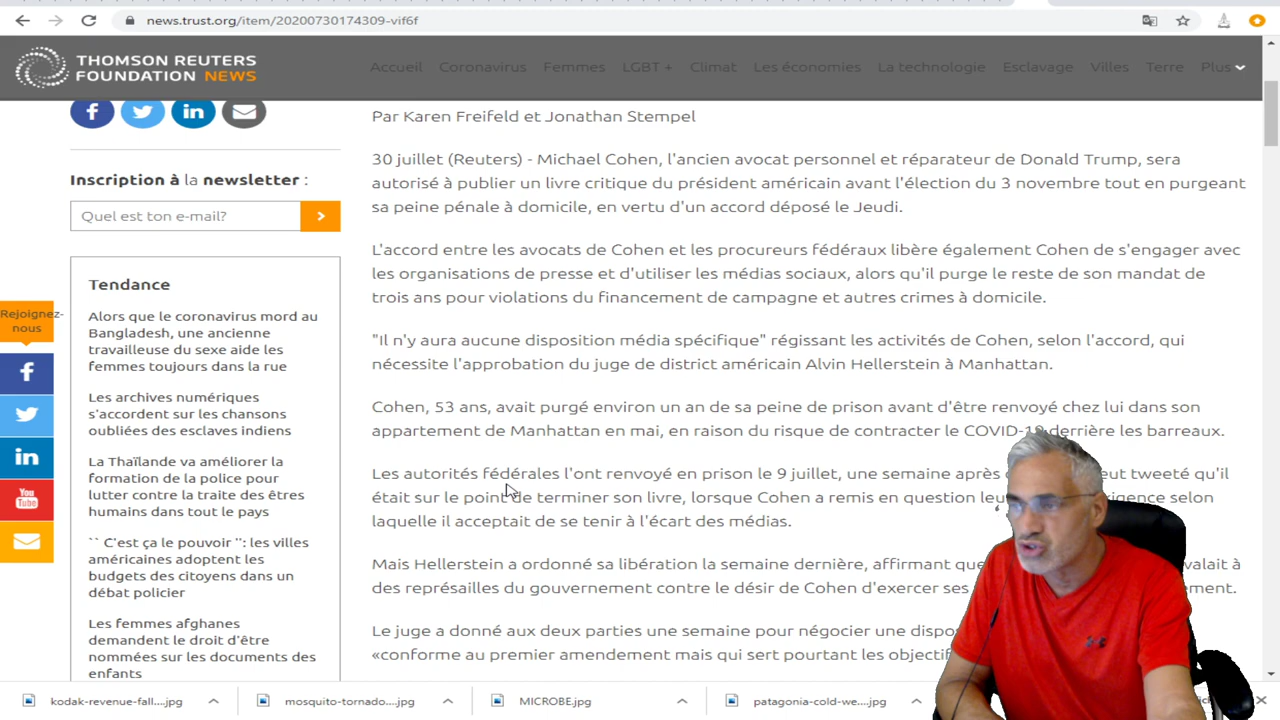 news.trust.org/item/20200730174309-vif6f
THOMSON REUTERS
FOUNDATION NEWS
Accueil Coronavirus Femmes LGBT + Climat Les économies La technologie Esclavage Villes Terre Plus
Inscription à la newsletter :
Quel est ton e-mail?
Tendance
Alors que le coronavirus mord au
Bangladesh, une ancienne
travailleuse du sexe aide les
femmes toujours dans la rue
Les archives numériques
s'accordent sur les chansons
oubliées des esclaves indiens
La Thaïlande va améliorer la
formation de la police pour
lutter contre la traite des êtres
humains dans tout le pays
`` C'est ça le pouvoir '': les villes
américaines adoptent les
budgets des citoyens dans un
débat policier
Les femmes afghanes
demandent le droit d'être
nommées sur les documents des
enfants
Rejoignez-
nous
You
Tube
Par Karen Freifeld et Jonathan Stempel
30 juillet (Reuters) - Michael Cohen, l'ancien avocat personnel et réparateur de Donald Trump, sera
autorisé à publier un livre critique du président américain avant l'élection du 3 novembre tout en purgeant
sa peine pénale à domicile, en vertu d'un accord déposé le Jeudi.
L'accord entre les avocats de Cohen et les procureurs fédéraux libère également Cohen de s'engager avec
les organisations de presse et d'utiliser les médias sociaux, alors qu'il purge le reste de son mandat de
trois ans pour violations du financement de campagne et autres crimes à domicile.
"Il n'y aura aucune disposition média spécifique" régissant les activités de Cohen, selon l'accord, qui
nécessite l'approbation du juge de district américain Alvin Hellerstein à Manhattan.
Cohen, 53 ans, avait purgé environ un an de sa peine de prison avant d'être renvoyé chez lui dans son
appartement de Manhattan en mai, en raison du risque de contracter le COVID-19 derrière les barreaux.
Les autorités fédérales l'ont renvoyé en prison le 9 juillet, une semaine après tweeté qu'il
était sur le point de terminer son livre, lorsque Cohen a remis en question selon
laquelle il acceptait de se tenir à l'écart des médias.
Mais Hellerstein a ordonné sa libération la semaine dernière, affirmant à
des représailles du gouvernement contre le désir de Cohen d'exercer ses
Le juge a donné aux deux parties une semaine pour négocier une
«conforme au premier amendement mais qui sert pourtant les
kodak-revenue-fall....jpg mosquito-tornado....jpg MICROBE.jpg patagonia-cold-we....jpg